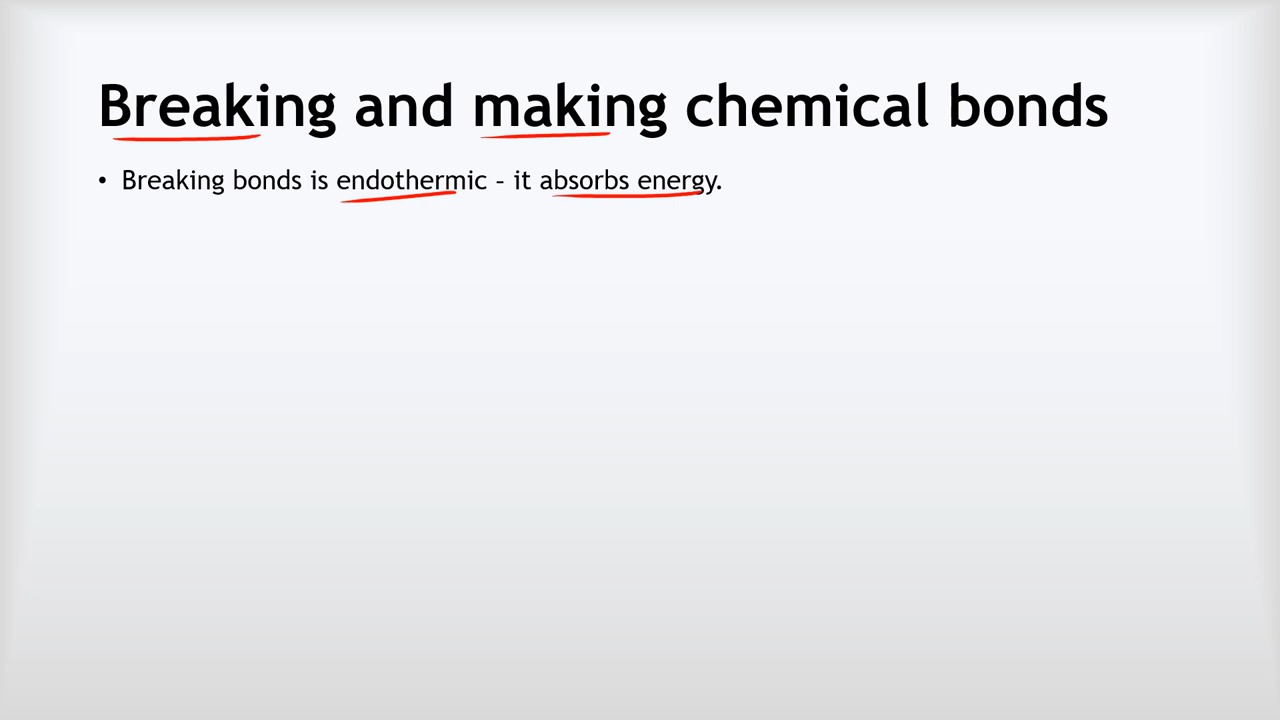 Breaking and making chemical bonds
• Breaking bonds is endothermic – it absorbs energy.